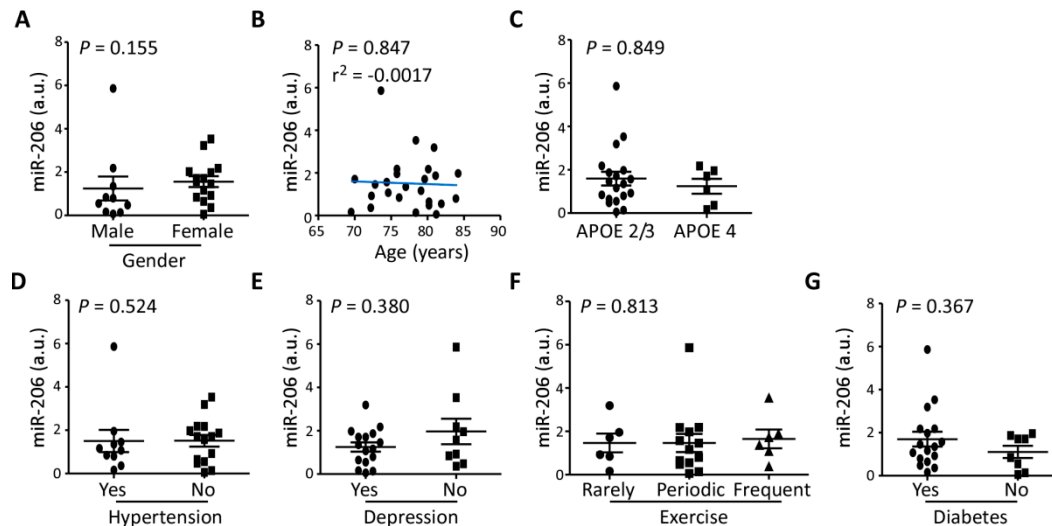 A
P = 0.155
miR-206 (a.u.)
8
6
4
2
0
Male Female
Gender
B
P = 0.847
r² = -0.0017
miR-206 (a.u.)
8
6
4
2
0
65 70 75 80 85 90
Age (years)
C
P = 0.849
miR-206 (a.u.)
8
6
4
2
0
APOE 2/3 APOE 4
D
P = 0.524
miR-206 (a.u.)
8
6
4
2
0
Yes No
Hypertension
E
P = 0.380
miR-206 (a.u.)
8
6
4
2
0
Yes No
Depression
F
P = 0.813
miR-206 (a.u.)
8
6
4
2
0
Rarely Periodic Frequent
Exercise
G
P = 0.367
miR-206 (a.u.)
8
6
4
2
0
Yes No
Diabetes